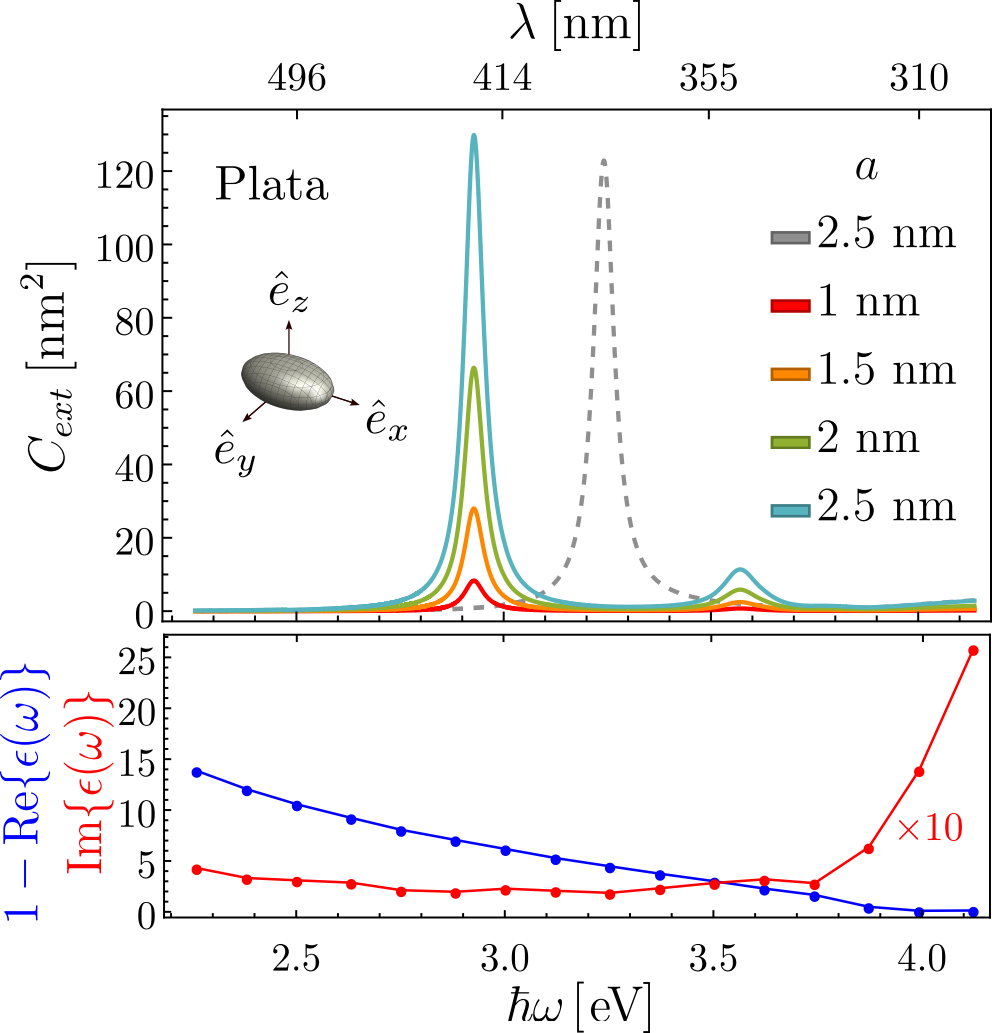 λ [nm]
496 414 355 310
Plata
a
2.5 nm
1 nm
1.5 nm
2 nm
2.5 nm
ê_z
ê_x
ê_y
C_ext [nm²]
120
100
80
60
40
20
0
1 − Re{ϵ(ω)}
Im{ϵ(ω)}
25
20
15
10
5
0
×10
2.5 3.0 3.5 4.0
ħω [eV]